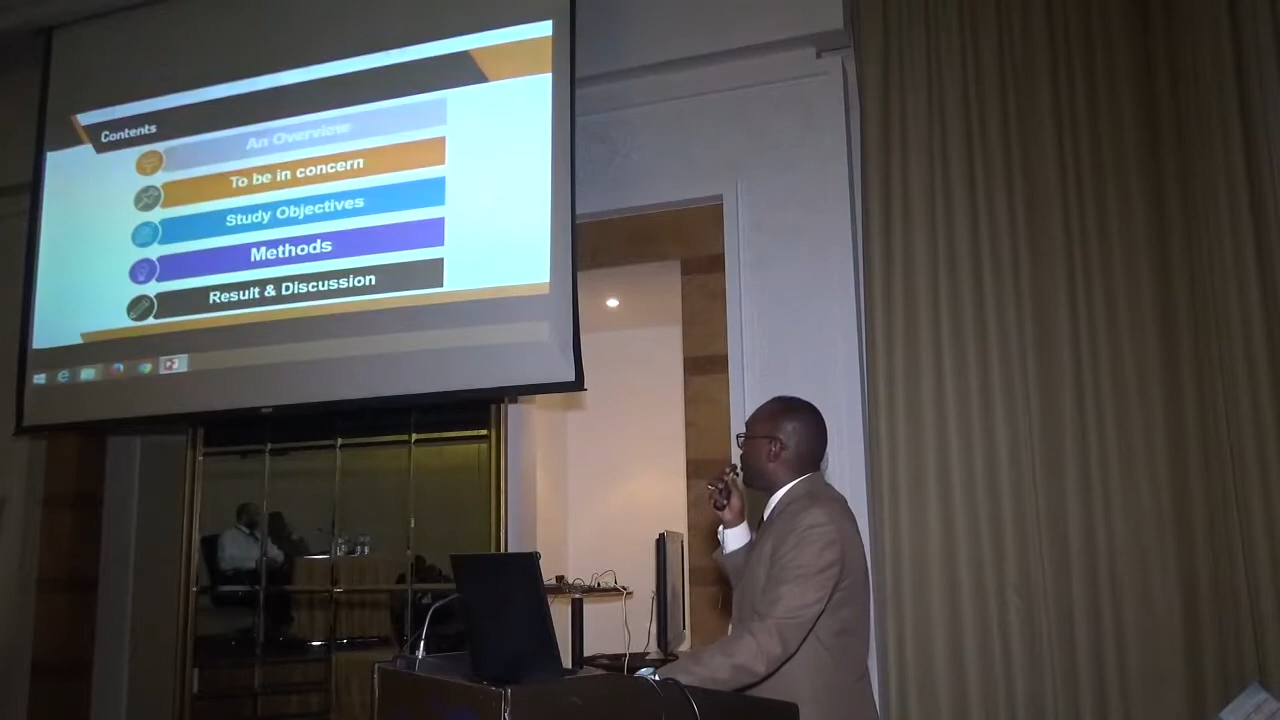 Contents
An Overview
To be in concern
Study Objectives
Methods
Result & Discussion